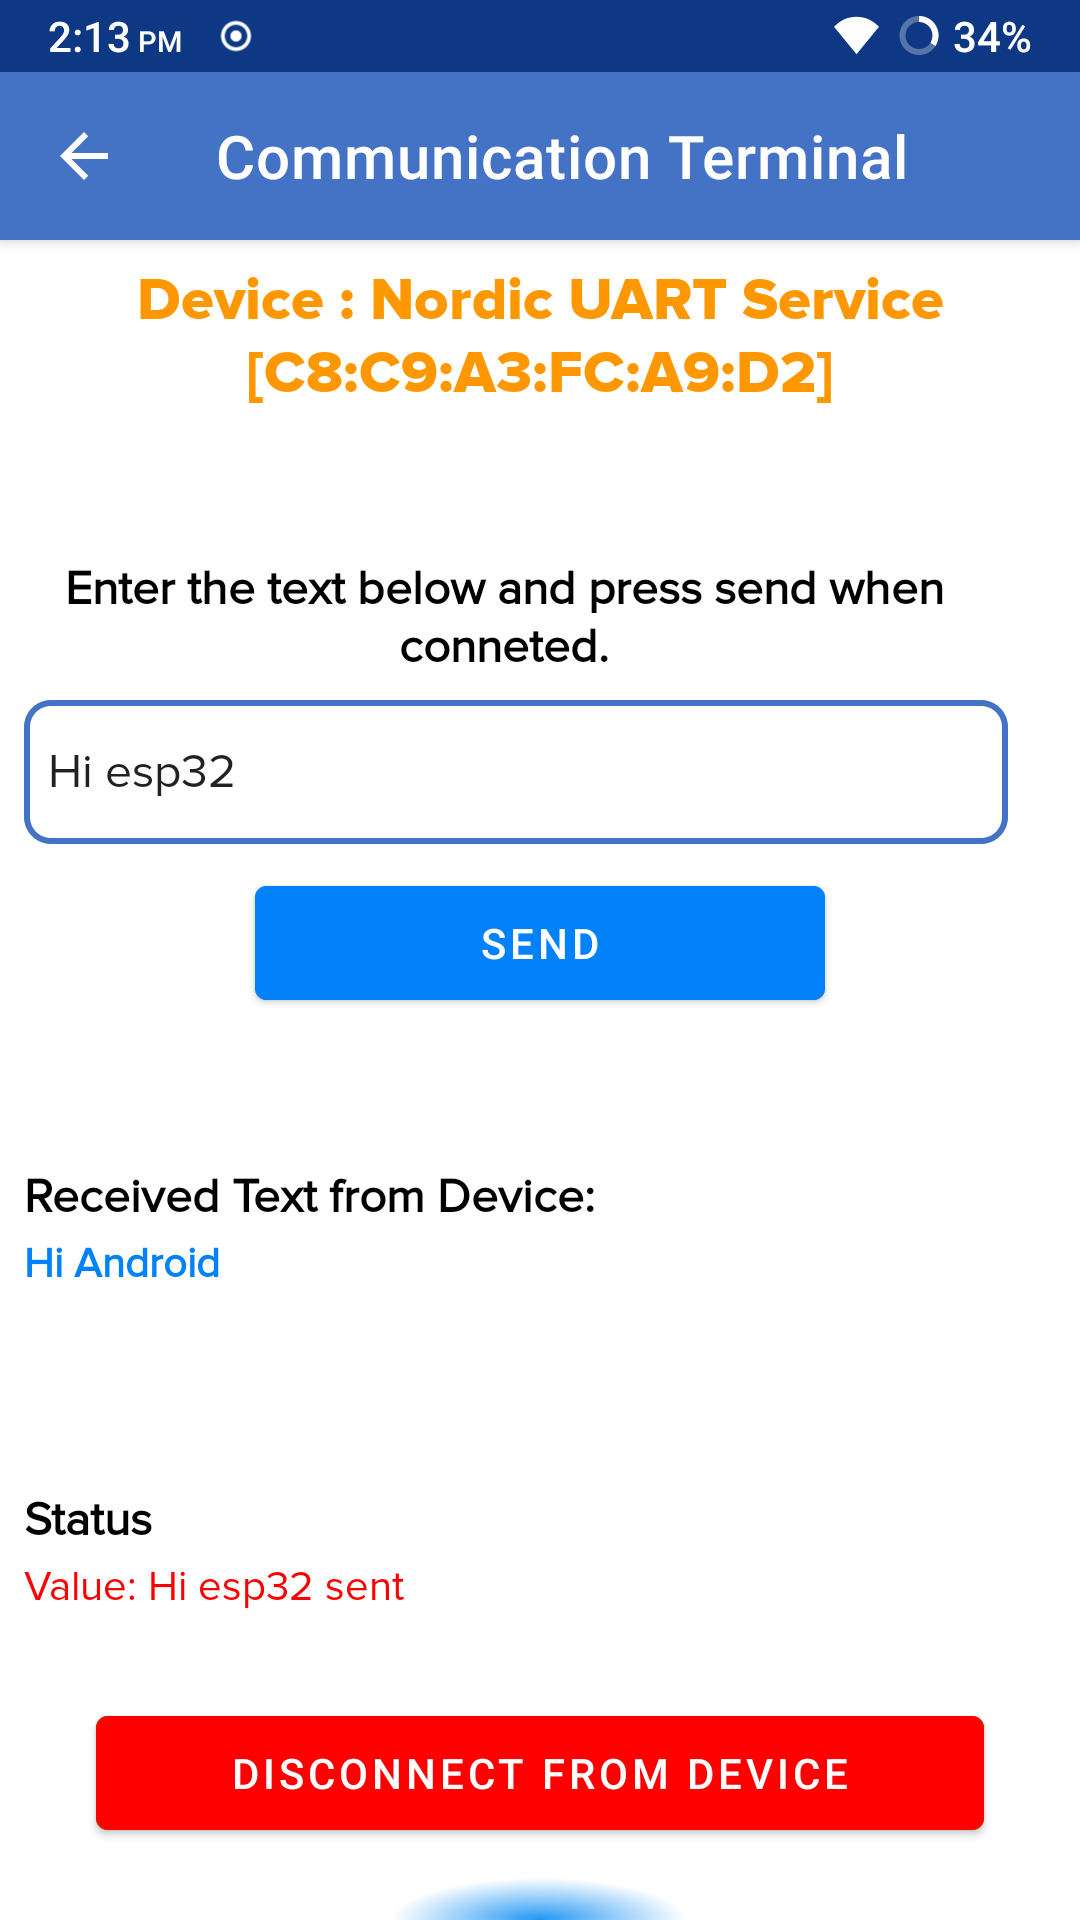 2:13 PM 34%
Communication Terminal
Device : Nordic UART Service
[C8:C9:A3:FC:A9:D2]
Enter the text below and press send when
conneted.
Hi esp32
SEND
Received Text from Device:
Hi Android
Status
Value: Hi esp32 sent
DISCONNECT FROM DEVICE